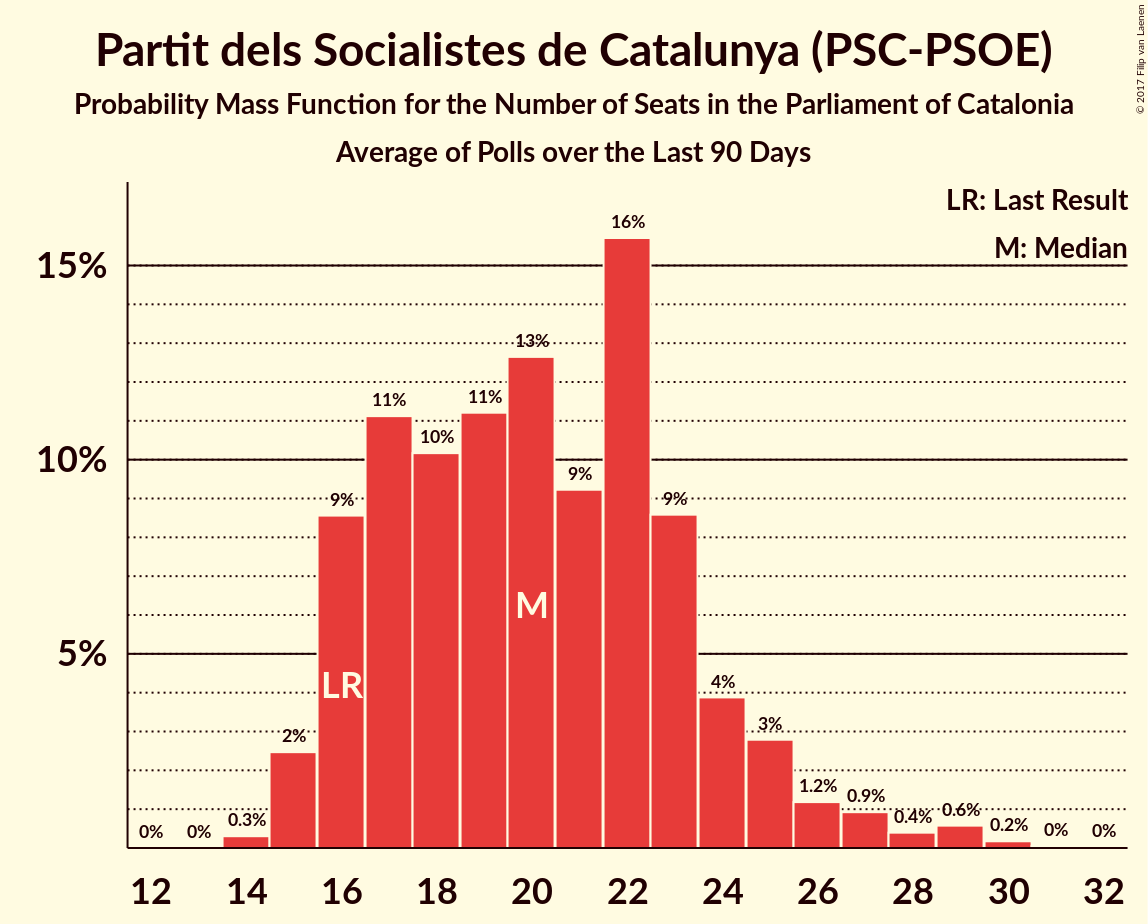 Partit dels Socialistes de Catalunya (PSC-PSOE)
Probability Mass Function for the Number of Seats in the Parliament of Catalonia
Average of Polls over the Last 90 Days
© 2017 Filip van Laenen
LR: Last Result
M: Median
15%
10%
5%
0%
0%
0.3%
2%
9%
11%
10%
11%
13%
9%
16%
9%
4%
3%
1.2%
0.9%
0.4%
0.6%
0.2%
0%
0%
LR
M
12 14 16 18 20 22 24 26 28 30 32